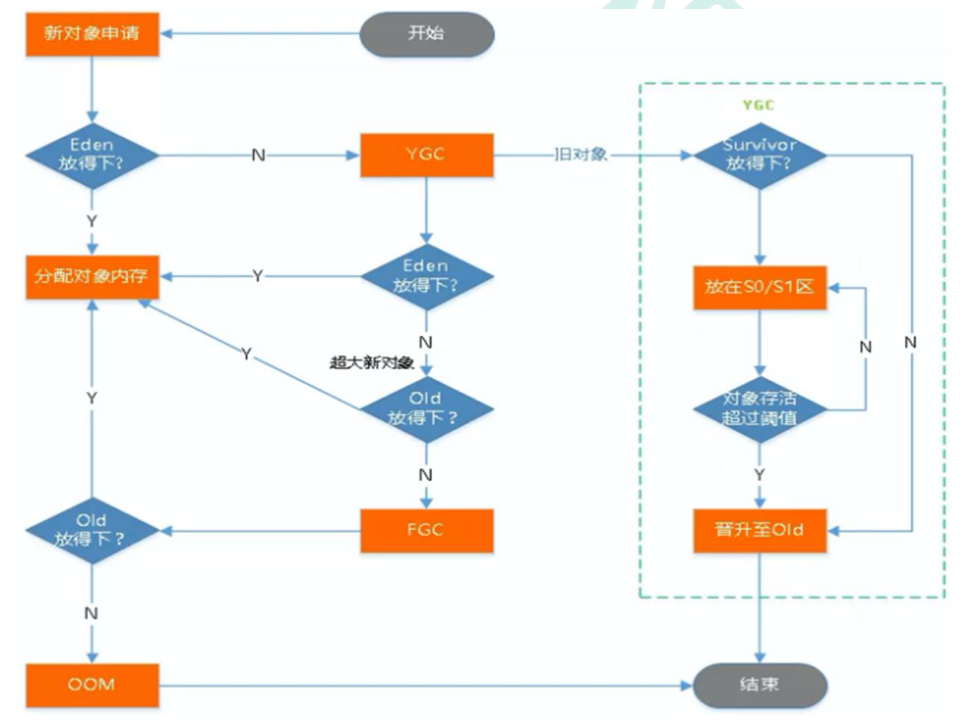 新对象申请
开始
YGC
Eden
放得下?
N
YGC
旧对象
Survivor
放得下?
Y
分配对象内存
Y
Eden
放得下?
放在S0/S1区
N
N
N
超大新对象
Y
Old
放得下?
对象存活
超过阈值
Y
N
Y
Old
放得下?
FGC
晋升至Old
N
OOM
结束